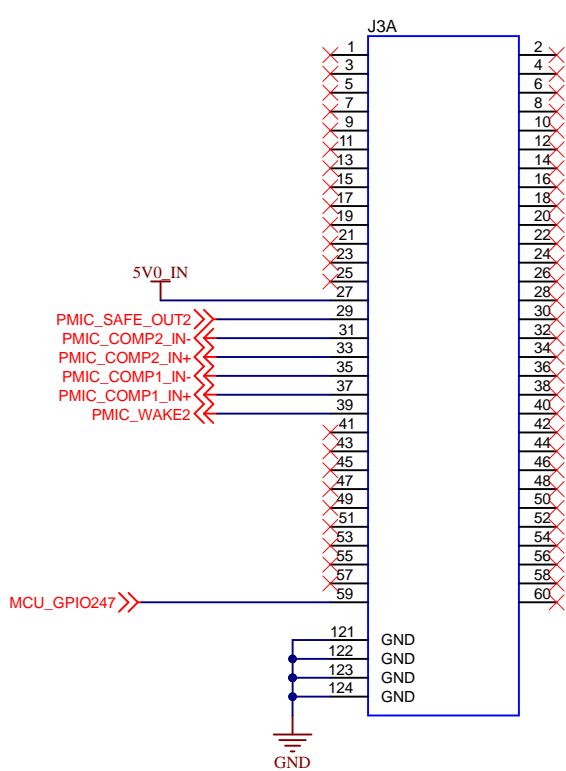 J3A
1 2
3 4
5 6
7 8
9 10
11 12
13 14
15 16
17 18
19 20
21 22
23 24
25 26
5V0_IN
27 28
PMIC_SAFE_OUT2 29 30
PMIC_COMP2_IN- 31 32
PMIC_COMP2_IN+ 33 34
PMIC_COMP1_IN- 35 36
PMIC_COMP1_IN+ 37 38
PMIC_WAKE2 39 40
41 42
43 44
45 46
47 48
49 50
51 52
53 54
55 56
57 58
MCU_GPIO247 59 60
121 GND
122 GND
123 GND
124 GND
GND